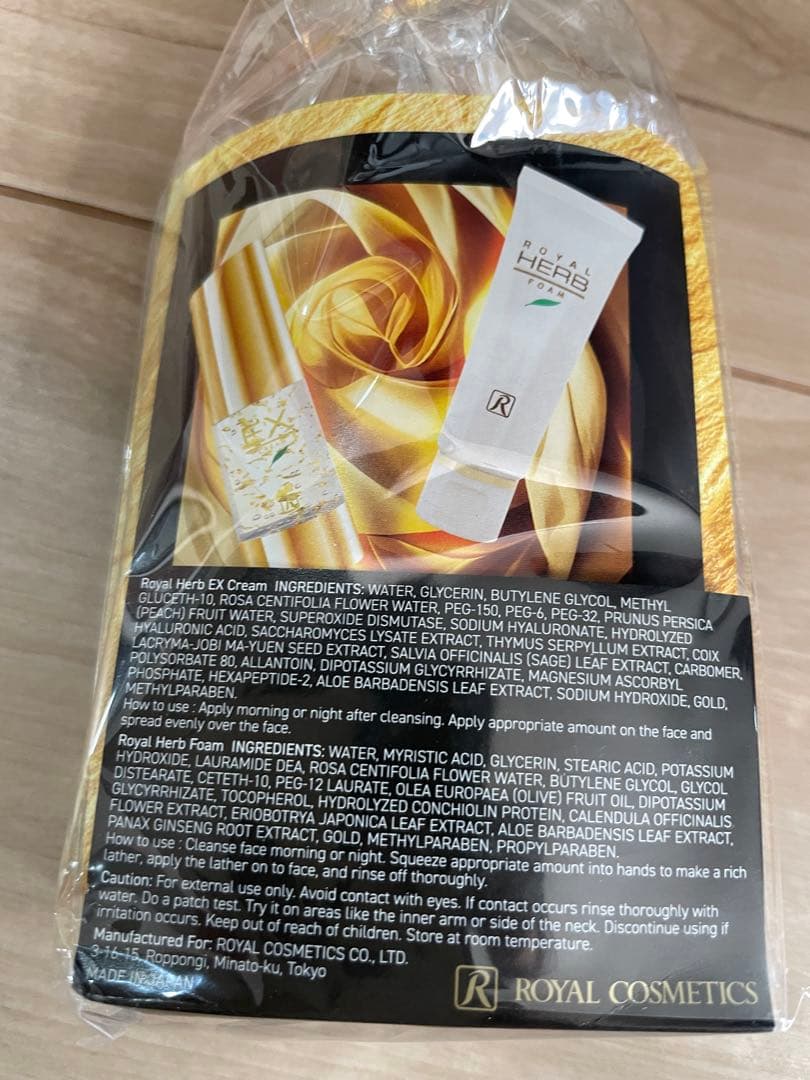 ROYAL
HERB
FOAM
R
EX
Royal Herb EX Cream INGREDIENTS: WATER, GLYCERIN, BUTYLENE GLYCOL, METHYL
GLUCETH-10, ROSA CENTIFOLIA FLOWER WATER, PEG-150, PEG-6, PEG-32, PRUNUS PERSICA
(PEACH) FRUIT WATER, SUPEROXIDE DISMUTASE, SODIUM HYALURONATE, HYDROLYZED
HYALURONIC ACID, SACCHAROMYCES LYSATE EXTRACT, THYMUS SERPYLLUM EXTRACT, COIX
LACRYMA-JOBI MA-YUEN SEED EXTRACT, SALVIA OFFICINALIS (SAGE) LEAF EXTRACT, CARBOMER,
POLYSORBATE 80, ALLANTOIN, DIPOTASSIUM GLYCYRRHIZATE, MAGNESIUM ASCORBYL
PHOSPHATE, HEXAPEPTIDE-2, ALOE BARBADENSIS LEAF EXTRACT, SODIUM HYDROXIDE, GOLD,
METHYLPARABEN.
How to use : Apply morning or night after cleansing. Apply appropriate amount on the face and
spread evenly over the face.
Royal Herb Foam INGREDIENTS: WATER, MYRISTIC ACID, GLYCERIN, STEARIC ACID, POTASSIUM
HYDROXIDE, LAURAMIDE DEA, ROSA CENTIFOLIA FLOWER WATER, BUTYLENE GLYCOL, GLYCOL
DISTEARATE, CETETH-10, PEG-12 LAURATE, OLEA EUROPAEA (OLIVE) FRUIT OIL, DIPOTASSIUM
GLYCYRRHIZATE, TOCOPHEROL, HYDROLYZED CONCHIOLIN PROTEIN, CALENDULA OFFICINALIS
FLOWER EXTRACT, ERIOBOTRYA JAPONICA LEAF EXTRACT, ALOE BARBADENSIS LEAF EXTRACT,
PANAX GINSENG ROOT EXTRACT, GOLD, METHYLPARABEN, PROPYLPARABEN.
How to use : Cleanse face morning or night. Squeeze appropriate amount into hands to make a rich
lather, apply the lather on to face, and rinse off thoroughly.
Caution: For external use only. Avoid contact with eyes. If contact occurs rinse thoroughly with
water. Do a patch test. Try it on areas like the inner arm or side of the neck. Discontinue using if
irritation occurs. Keep out of reach of children. Store at room temperature.
Manufactured For: ROYAL COSMETICS CO., LTD.
3-16-15, Roppongi, Minato-ku, Tokyo
MADE IN JAPAN
R ROYAL COSMETICS